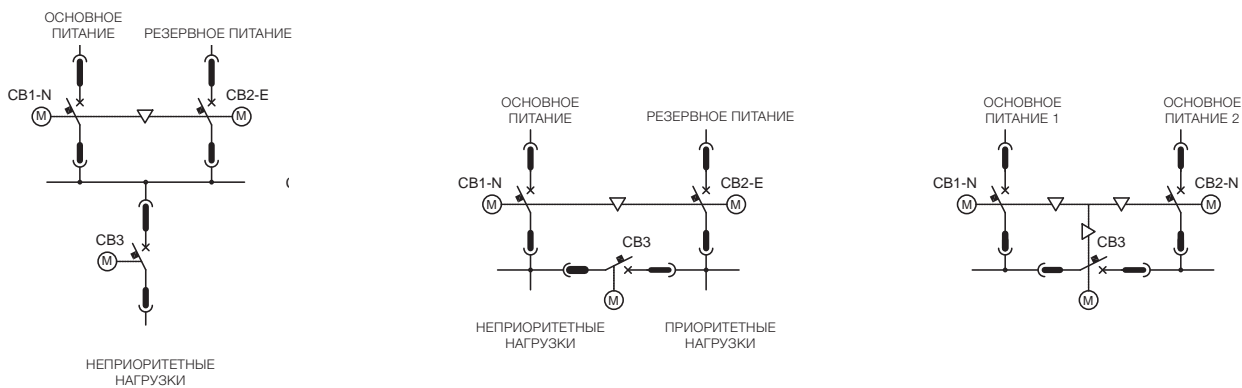 ОСНОВНОЕ
ПИТАНИЕ
РЕЗЕРВНОЕ ПИТАНИЕ
CB1-N
CB2-E
M
M
CB3
M
НЕПРИОРИТЕТНЫЕ
НАГРУЗКИ
ОСНОВНОЕ
ПИТАНИЕ
РЕЗЕРВНОЕ ПИТАНИЕ
CB1-N
CB2-E
M
M
CB3
M
НЕПРИОРИТЕТНЫЕ
НАГРУЗКИ
ПРИОРИТЕТНЫЕ
НАГРУЗКИ
ОСНОВНОЕ
ПИТАНИЕ 1
ОСНОВНОЕ
ПИТАНИЕ 2
CB1-N
CB2-N
M
M
CB3
M